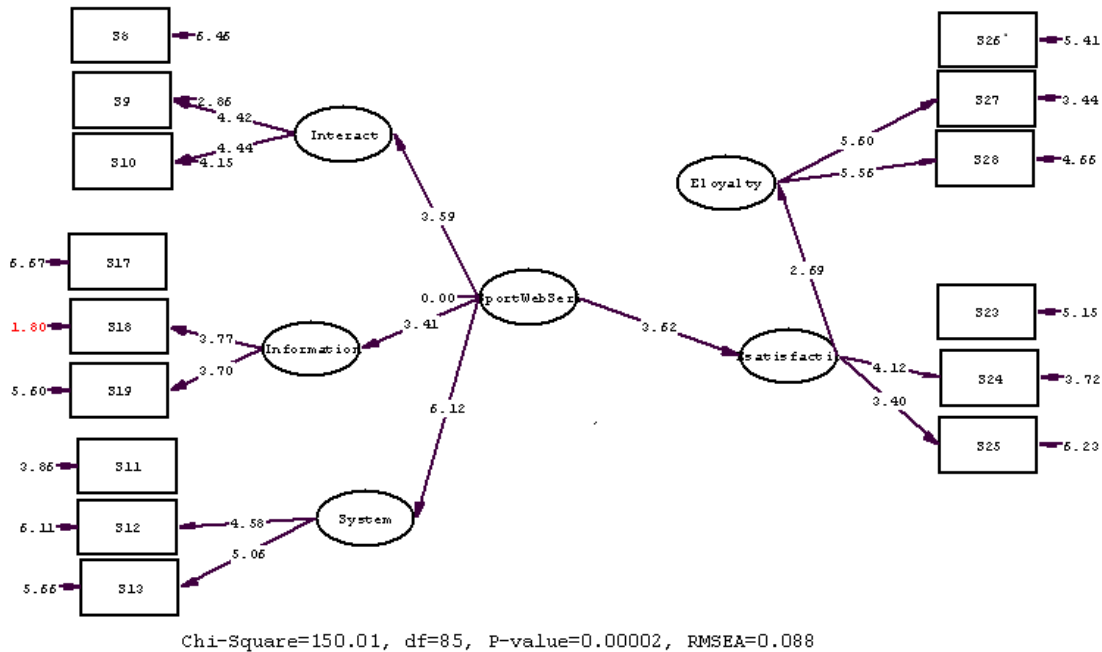 S8
6.46
S9
2.86
4.42
S10
4.44
4.15
Interact
3.59
S26
5.41
S27
3.44
5.60
S28
4.66
5.56
Eloyalty
2.69
6.67
S17
1.80
S18
3.77
5.60
S19
3.70
Information
3.41
0.00
portWebSer
3.62
satisfacti
S23
5.15
4.12
S24
3.72
3.40
S25
6.23
6.12
3.86
S11
6.11
S12
4.58
5.66
S13
5.06
System
Chi-Square=150.01, df=85, P-value=0.00002, RMSEA=0.088